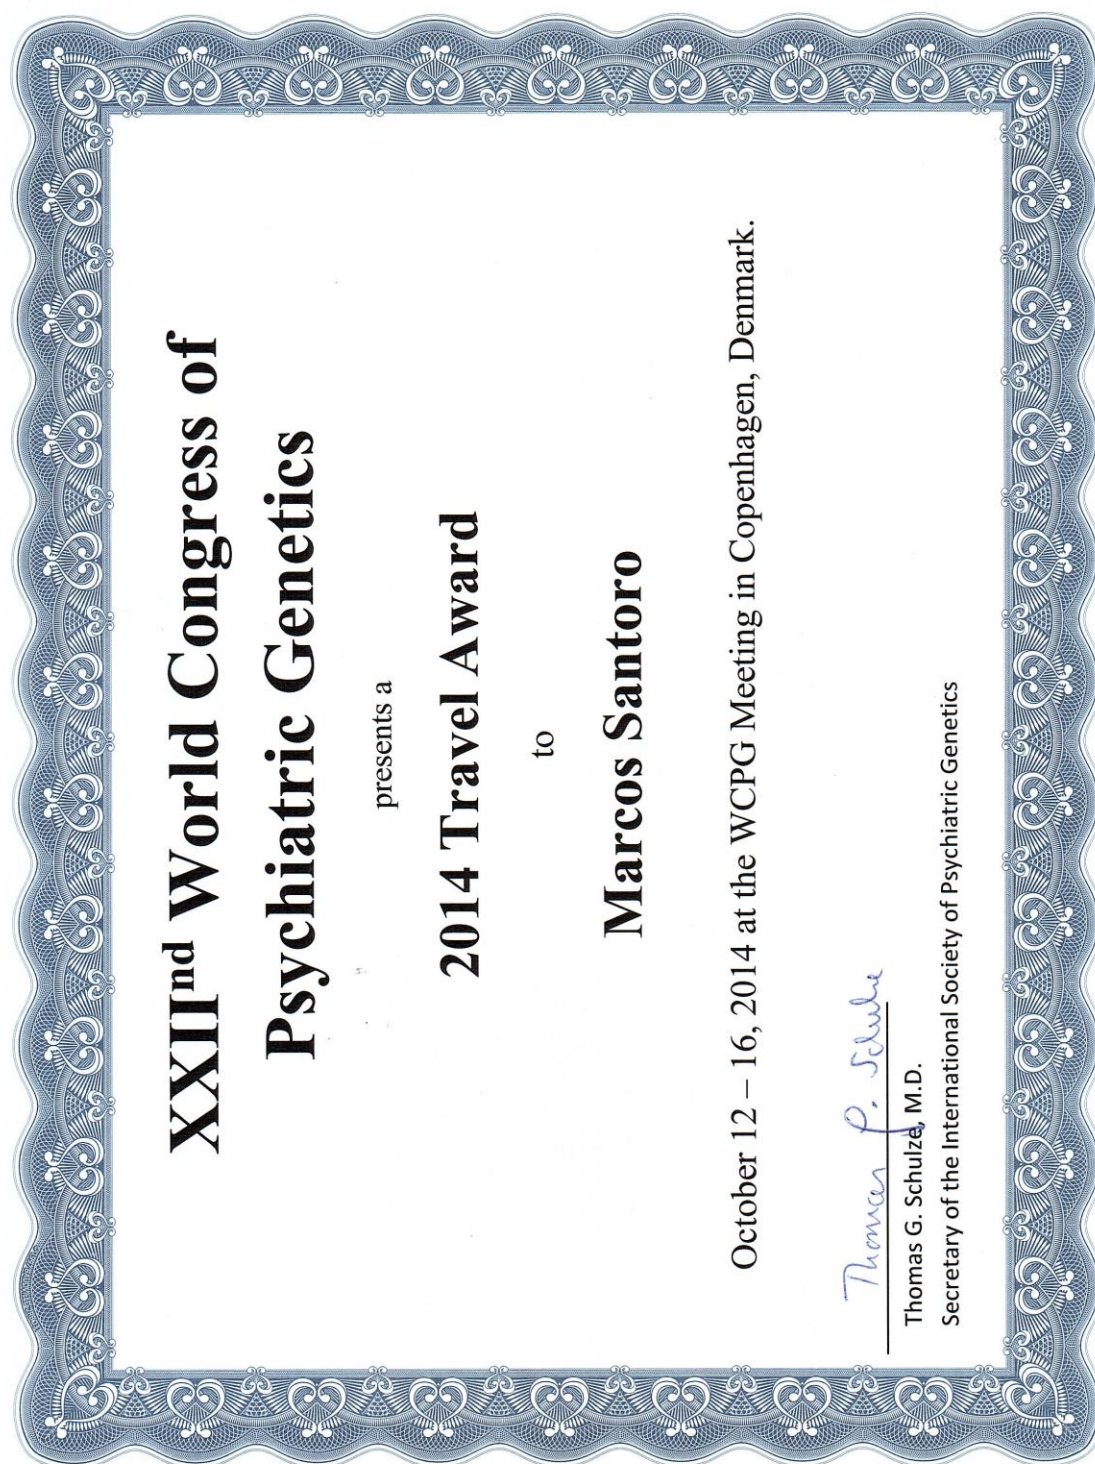 XXIInd World Congress of
Psychiatric Genetics
presents a
2014 Travel Award
to
Marcos Santoro
October 12 – 16, 2014 at the WCPG Meeting in Copenhagen, Denmark.
Thomas G. Schulze
Thomas G. Schulze, M.D.
Secretary of the International Society of Psychiatric Genetics